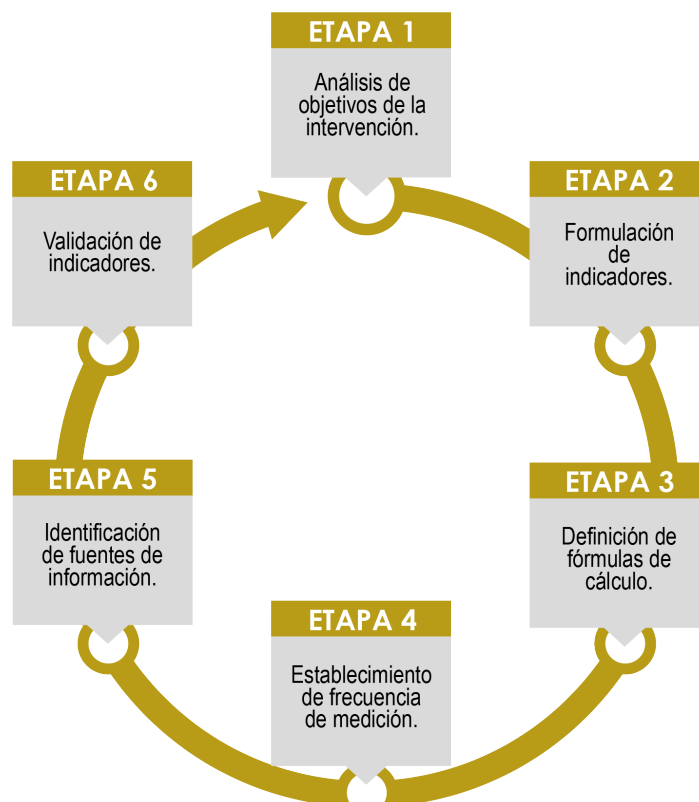 ETAPA 1
Análisis de
objetivos de la
intervención.
ETAPA 2
Formulación
de
indicadores.
ETAPA 3
Definición de
fórmulas de
cálculo.
ETAPA 4
Establecimiento
de frecuencia
de medición.
ETAPA 5
Identificación
de fuentes de
información.
ETAPA 6
Validación de
indicadores.